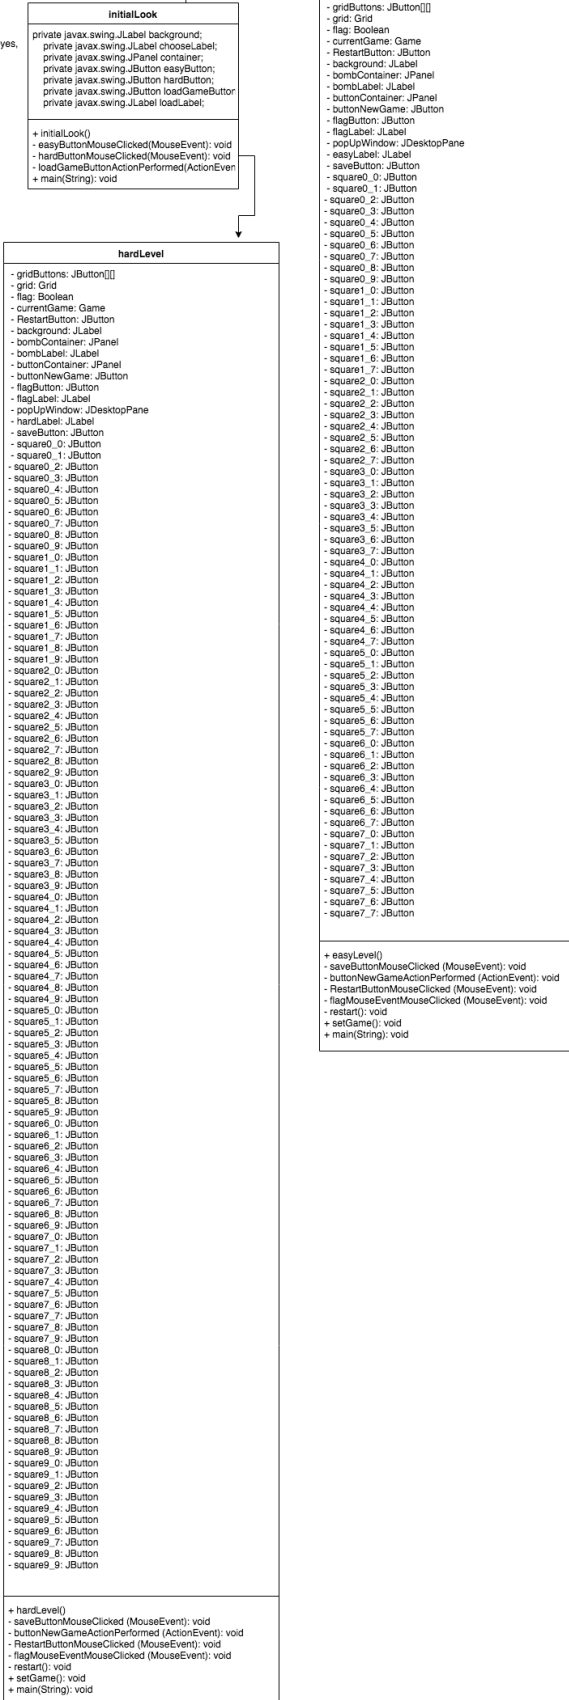 yes,
initialLook
private javax.swing.JLabel background;
private javax.swing.JLabel chooseLabel;
private javax.swing.JPanel container;
private javax.swing.JButton easyButton;
private javax.swing.JButton hardButton;
private javax.swing.JButton loadGameButton
private javax.swing.JLabel loadLabel;
+ initialLook()
- easyButtonMouseClicked(MouseEvent): void
- hardButtonMouseClicked(MouseEvent): void
- loadGameButtonActionPerformed(ActionEven
+ main(String): void
hardLevel
- gridButtons: JButton[][]
- grid: Grid
- flag: Boolean
- currentGame: Game
- RestartButton: JButton
- background: JLabel
- bombContainer: JPanel
- bombLabel: JLabel
- buttonContainer: JPanel
- buttonNewGame: JButton
- flagButton: JButton
- flagLabel: JLabel
- popUpWindow: JDesktopPane
- hardLabel: JLabel
- saveButton: JButton
- square0_0: JButton
- square0_1: JButton
- square0_2: JButton
- square0_3: JButton
- square0_4: JButton
- square0_5: JButton
- square0_6: JButton
- square0_7: JButton
- square0_8: JButton
- square0_9: JButton
- square1_0: JButton
- square1_1: JButton
- square1_2: JButton
- square1_3: JButton
- square1_4: JButton
- square1_5: JButton
- square1_6: JButton
- square1_7: JButton
- square1_8: JButton
- square1_9: JButton
- square2_0: JButton
- square2_1: JButton
- square2_2: JButton
- square2_3: JButton
- square2_4: JButton
- square2_5: JButton
- square2_6: JButton
- square2_7: JButton
- square2_8: JButton
- square2_9: JButton
- square3_0: JButton
- square3_1: JButton
- square3_2: JButton
- square3_3: JButton
- square3_4: JButton
- square3_5: JButton
- square3_6: JButton
- square3_7: JButton
- square3_8: JButton
- square3_9: JButton
- square4_0: JButton
- square4_1: JButton
- square4_2: JButton
- square4_3: JButton
- square4_4: JButton
- square4_5: JButton
- square4_6: JButton
- square4_7: JButton
- square4_8: JButton
- square4_9: JButton
- square5_0: JButton
- square5_1: JButton
- square5_2: JButton
- square5_3: JButton
- square5_4: JButton
- square5_5: JButton
- square5_6: JButton
- square5_7: JButton
- square5_8: JButton
- square5_9: JButton
- square6_0: JButton
- square6_1: JButton
- square6_2: JButton
- square6_3: JButton
- square6_4: JButton
- square6_5: JButton
- square6_6: JButton
- square6_7: JButton
- square6_8: JButton
- square6_9: JButton
- square7_0: JButton
- square7_1: JButton
- square7_2: JButton
- square7_3: JButton
- square7_4: JButton
- square7_5: JButton
- square7_6: JButton
- square7_7: JButton
- square7_8: JButton
- square7_9: JButton
- square8_0: JButton
- square8_1: JButton
- square8_2: JButton
- square8_3: JButton
- square8_4: JButton
- square8_5: JButton
- square8_6: JButton
- square8_7: JButton
- square8_8: JButton
- square8_9: JButton
- square9_0: JButton
- square9_1: JButton
- square9_2: JButton
- square9_3: JButton
- square9_4: JButton
- square9_5: JButton
- square9_6: JButton
- square9_7: JButton
- square9_8: JButton
- square9_9: JButton
+ hardLevel()
- saveButtonMouseClicked (MouseEvent): void
- buttonNewGameActionPerformed (ActionEvent): void
- RestartButtonMouseClicked (MouseEvent): void
- flagMouseEventMouseClicked (MouseEvent): void
- restart(): void
+ setGame(): void
+ main(String): void
- gridButtons: JButton[][]
- grid: Grid
- flag: Boolean
- currentGame: Game
- RestartButton: JButton
- background: JLabel
- bombContainer: JPanel
- bombLabel: JLabel
- buttonContainer: JPanel
- buttonNewGame: JButton
- flagButton: JButton
- flagLabel: JLabel
- popUpWindow: JDesktopPane
- easyLabel: JLabel
- saveButton: JButton
- square0_0: JButton
- square0_1: JButton
- square0_2: JButton
- square0_3: JButton
- square0_4: JButton
- square0_5: JButton
- square0_6: JButton
- square0_7: JButton
- square0_8: JButton
- square0_9: JButton
- square1_0: JButton
- square1_1: JButton
- square1_2: JButton
- square1_3: JButton
- square1_4: JButton
- square1_5: JButton
- square1_6: JButton
- square1_7: JButton
- square2_0: JButton
- square2_1: JButton
- square2_2: JButton
- square2_3: JButton
- square2_4: JButton
- square2_5: JButton
- square2_6: JButton
- square2_7: JButton
- square3_0: JButton
- square3_1: JButton
- square3_2: JButton
- square3_3: JButton
- square3_4: JButton
- square3_5: JButton
- square3_6: JButton
- square3_7: JButton
- square4_0: JButton
- square4_1: JButton
- square4_2: JButton
- square4_3: JButton
- square4_4: JButton
- square4_5: JButton
- square4_6: JButton
- square4_7: JButton
- square5_0: JButton
- square5_1: JButton
- square5_2: JButton
- square5_3: JButton
- square5_4: JButton
- square5_5: JButton
- square5_6: JButton
- square5_7: JButton
- square6_0: JButton
- square6_1: JButton
- square6_2: JButton
- square6_3: JButton
- square6_4: JButton
- square6_5: JButton
- square6_6: JButton
- square6_7: JButton
- square7_0: JButton
- square7_1: JButton
- square7_2: JButton
- square7_3: JButton
- square7_4: JButton
- square7_5: JButton
- square7_6: JButton
- square7_7: JButton
+ easyLevel()
- saveButtonMouseClicked (MouseEvent): void
- buttonNewGameActionPerformed (ActionEvent): void
- RestartButtonMouseClicked (MouseEvent): void
- flagMouseEventMouseClicked (MouseEvent): void
- restart(): void
+ setGame(): void
+ main(String): void